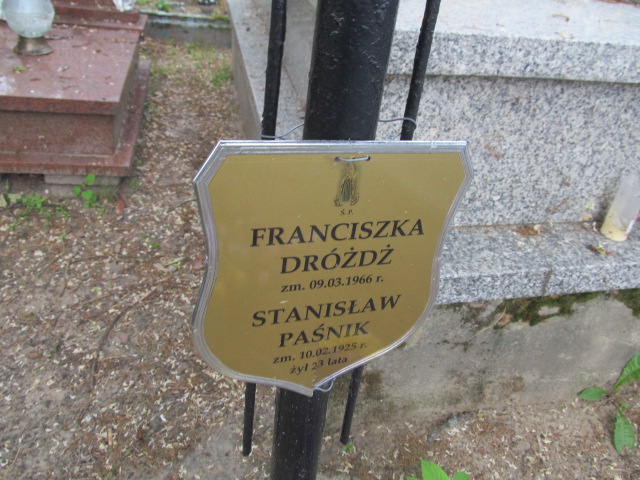 Ś.P.
FRANCISZKA
DRÓŻDŻ
zm. 09.03.1966 r.
STANISŁAW
PAŚNIK
zm. 10.02.1925 r.
żył 23 lata